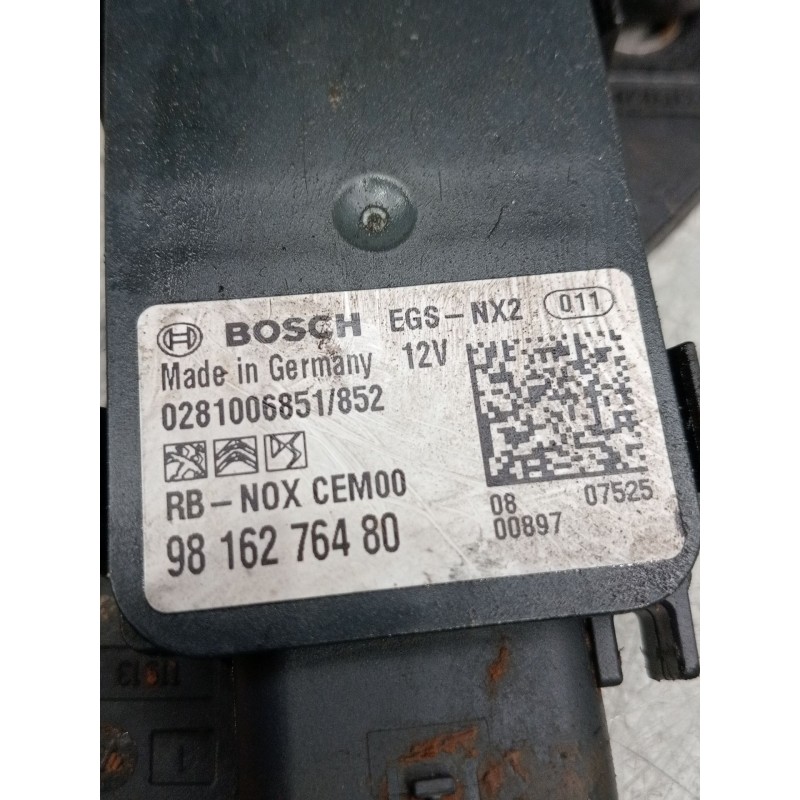 BOSCH EGS-NX2 011
Made in Germany 12V
0281006851/852
RB-NOX CEM00
98 162 764 80
08 07525
00897
1